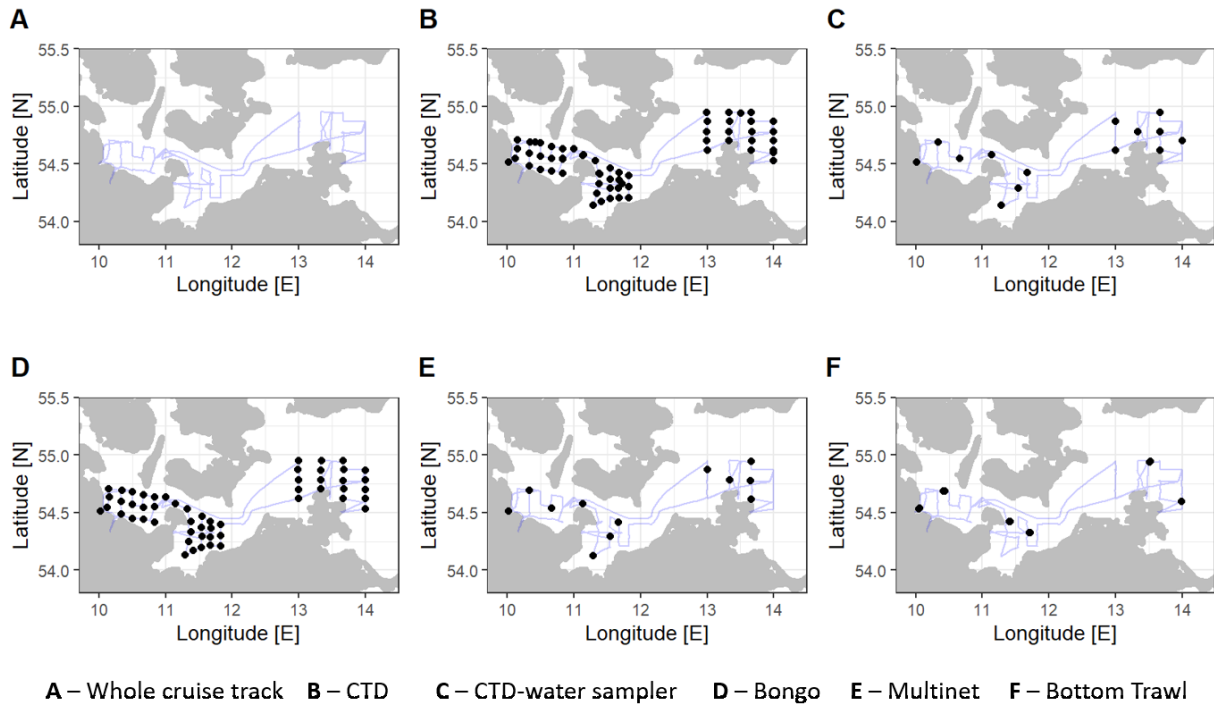 A B C
55.5 55.5 55.5
55.0 55.0 55.0
54.5 54.5 54.5
54.0 54.0 54.0
Latitude [N] Latitude [N] Latitude [N]
10 11 12 13 14 10 11 12 13 14 10 11 12 13 14
Longitude [E] Longitude [E] Longitude [E]
D E F
55.5 55.5 55.5
55.0 55.0 55.0
54.5 54.5 54.5
54.0 54.0 54.0
Latitude [N] Latitude [N] Latitude [N]
10 11 12 13 14 10 11 12 13 14 10 11 12 13 14
Longitude [E] Longitude [E] Longitude [E]
A – Whole cruise track B – CTD C – CTD-water sampler D – Bongo E – Multinet F – Bottom Trawl